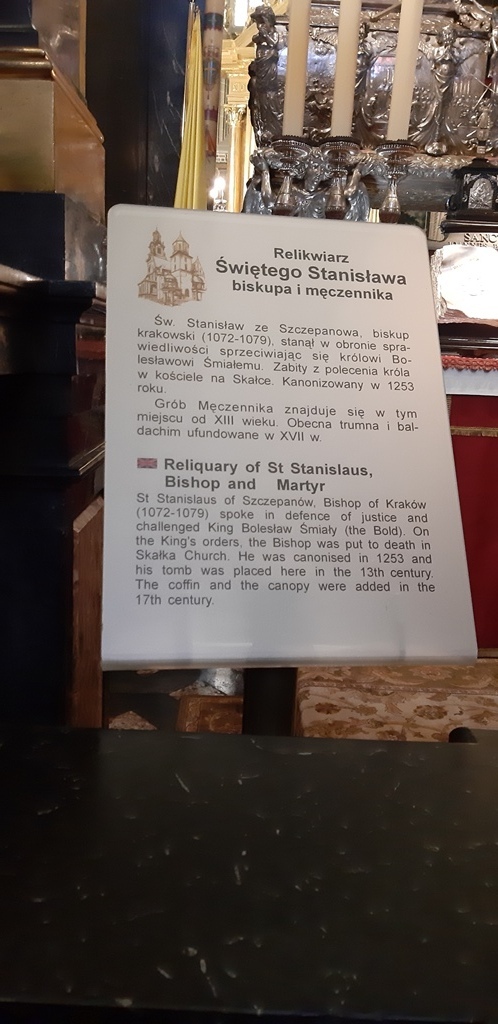 SANC
Relikwiarz
Świętego Stanisława
biskupa i męczennika
Św. Stanisław ze Szczepanowa, biskup
krakowski (1072-1079), stanął w obronie spra-
wiedliwości sprzeciwiając się królowi Bo-
lesławowi Śmiałemu. Zabity z polecenia króla
w kościele na Skałce. Kanonizowany w 1253
roku.
Grób Męczennika znajduje się w tym
miejscu od XIII wieku. Obecna trumna i bal-
dachim ufundowane w XVII w.
Reliquary of St Stanislaus,
Bishop and Martyr
St Stanislaus of Szczepanów, Bishop of Kraków
(1072-1079) spoke in defence of justice and
challenged King Bolesław Śmiały (the Bold). On
the King's orders, the Bishop was put to death in
Skałka Church. He was canonised in 1253 and
his tomb was placed here in the 13th century.
The coffin and the canopy were added in the
17th century.